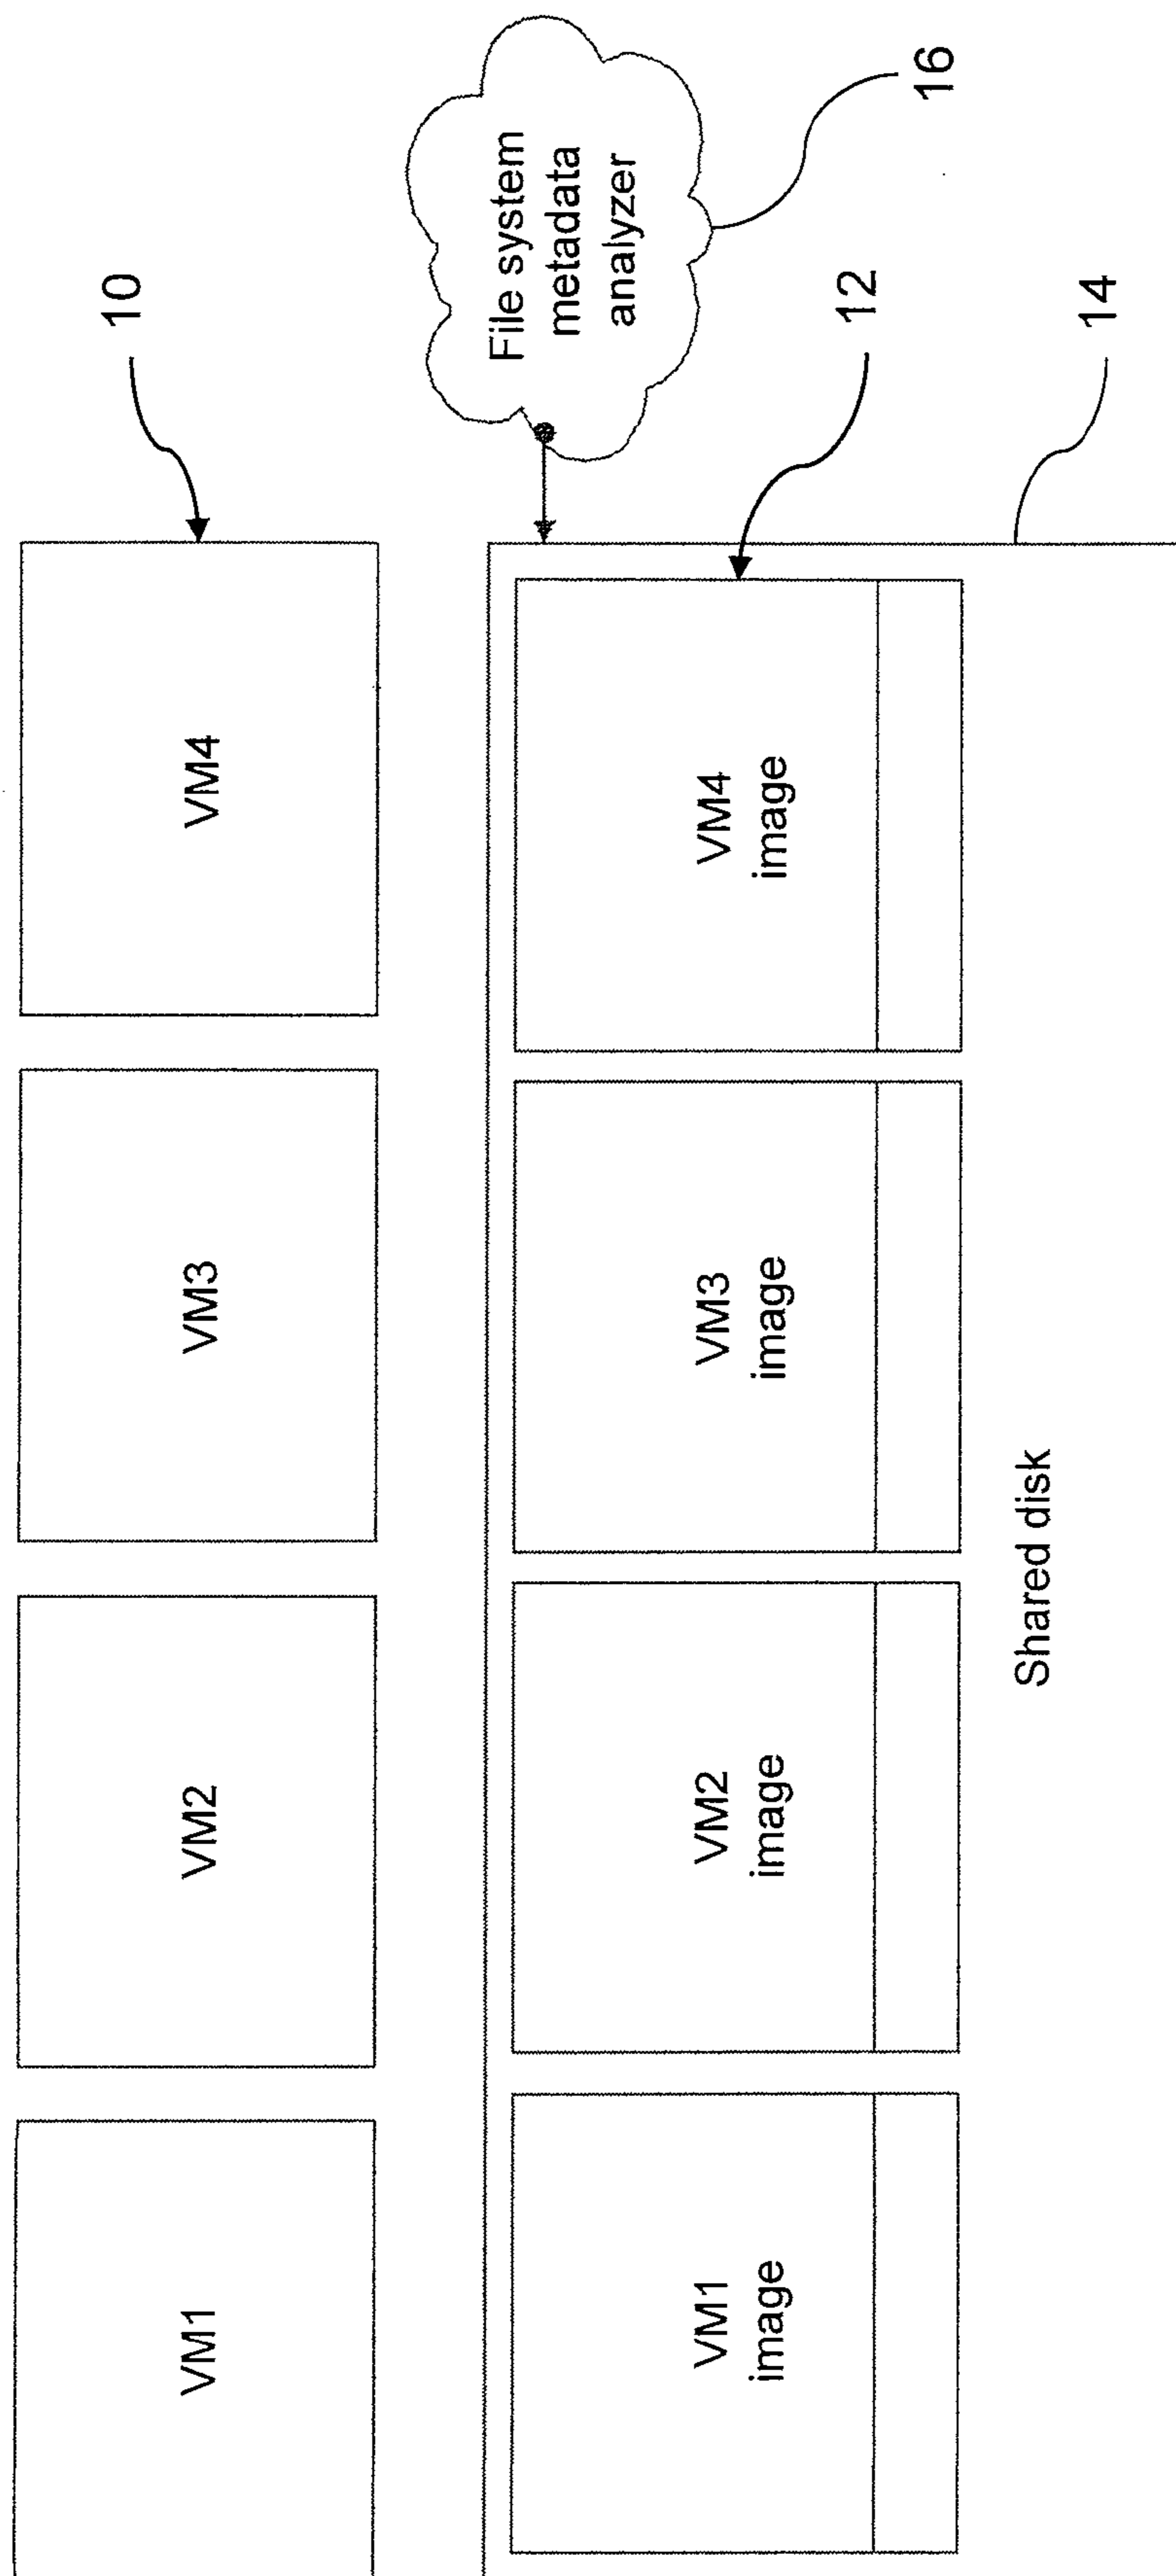 10
VM1
VM2
VM3
VM4
File system
metadata
analyzer
16
VM1
image
VM2
image
VM3
image
VM4
image
12
Shared disk
14